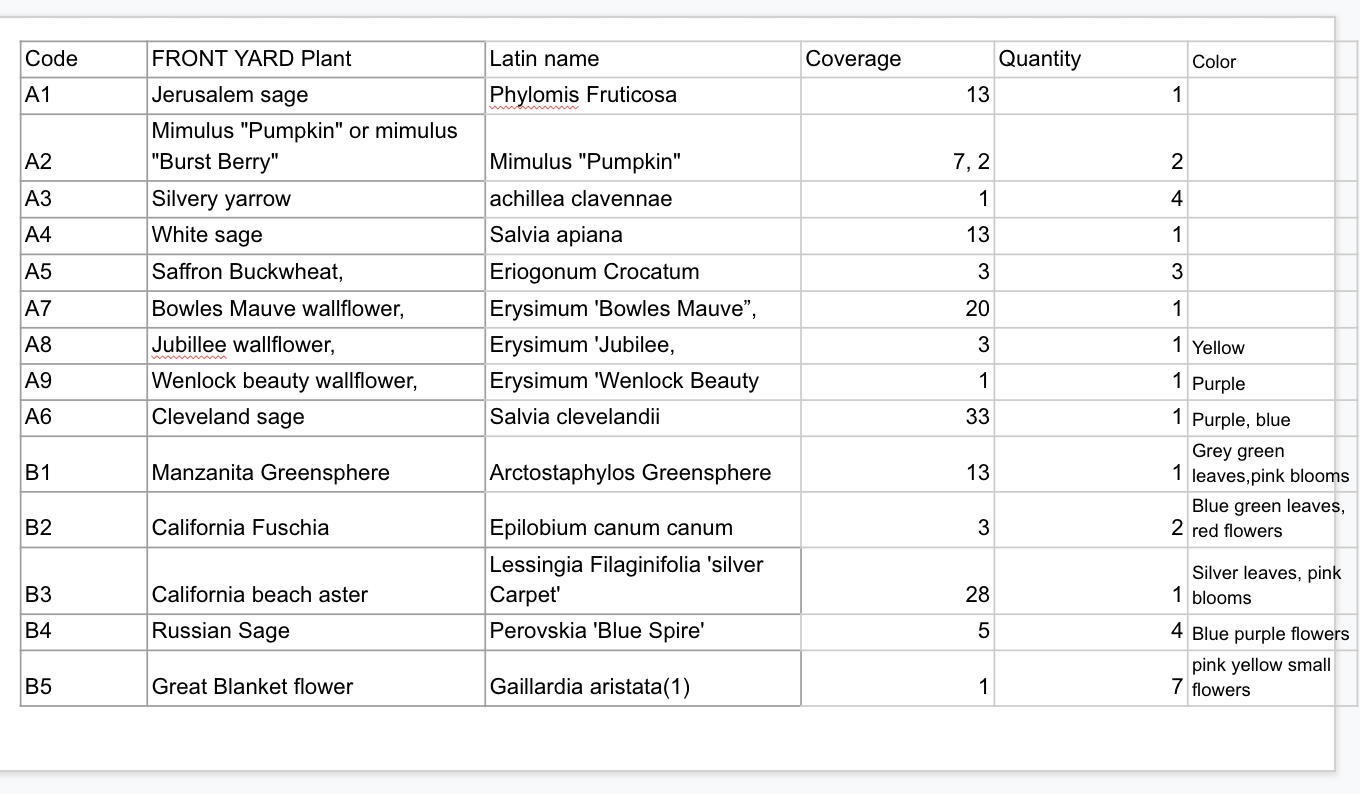 Code FRONT YARD Plant Latin name Coverage Quantity Color
A1 Jerusalem sage Phylomis Fruticosa 13 1
Mimulus "Pumpkin" or mimulus
A2 "Burst Berry" Mimulus "Pumpkin" 7, 2 2
A3 Silvery yarrow achillea clavennae 1 4
A4 White sage Salvia apiana 13 1
A5 Saffron Buckwheat, Eriogonum Crocatum 3 3
A7 Bowles Mauve wallflower, Erysimum 'Bowles Mauve”, 20 1
A8 Jubillee wallflower, Erysimum 'Jubilee, 3 1 Yellow
A9 Wenlock beauty wallflower, Erysimum 'Wenlock Beauty 1 1 Purple
A6 Cleveland sage Salvia clevelandii 33 1 Purple, blue
Grey green
B1 Manzanita Greensphere Arctostaphylos Greensphere 13 1 leaves,pink blooms
Blue green leaves,
B2 California Fuschia Epilobium canum canum 3 2 red flowers
Lessingia Filaginifolia 'silver Silver leaves, pink
B3 California beach aster Carpet' 28 1 blooms
B4 Russian Sage Perovskia 'Blue Spire' 5 4 Blue purple flowers
pink yellow small
B5 Great Blanket flower Gaillardia aristata(1) 1 7 flowers